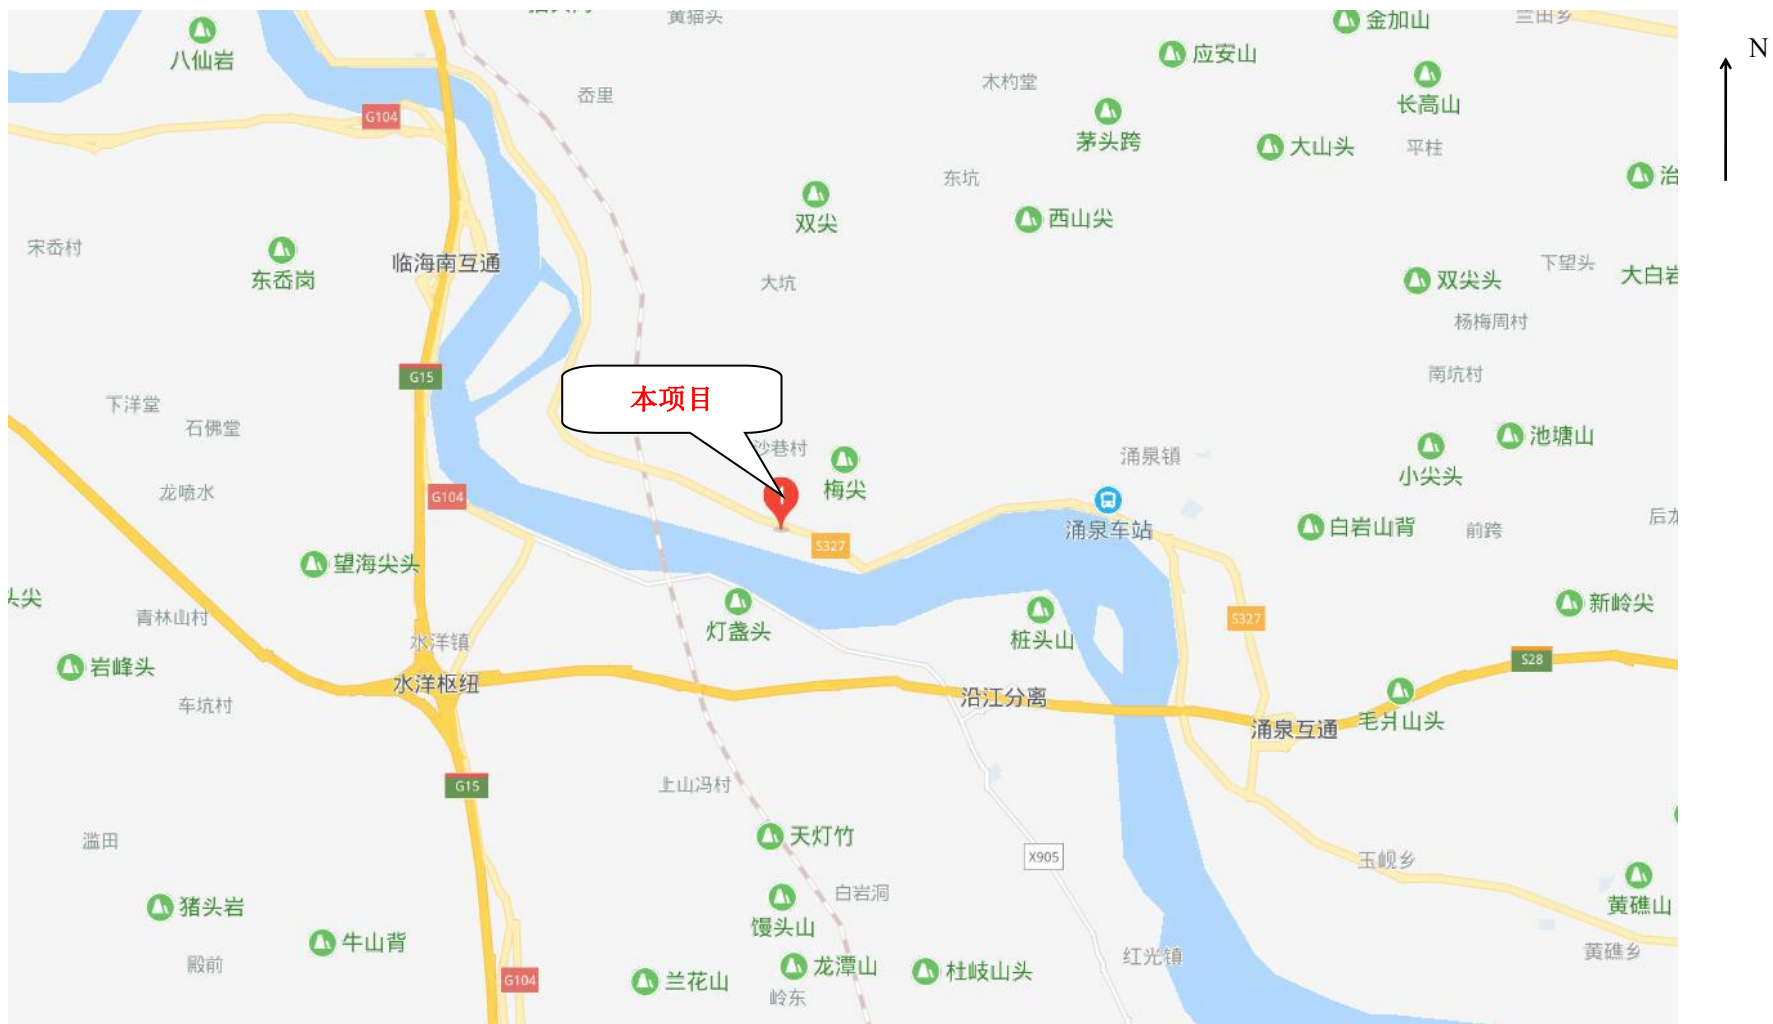 黄猫头
金加山
兰田乡
N
八仙岩
应安山
木杓堂
岙里
长高山
G104
茅头跨
大山头
平柱
东坑
治
双尖
西山尖
宋岙村
东岙岗
临海南互通
大坑
下望头
双尖头
大白岩
杨梅周村
G15
南坑村
本项目
下洋堂
石佛堂
沙巷村
涌泉镇
池塘山
小尖头
龙喷水
G104
梅尖
涌泉车站
白岩山背
前跨
后龙
S327
望海尖头
头尖
青林山村
灯盏头
桩头山
S327
新岭尖
水洋镇
岩峰头
S28
水洋枢纽
车坑村
沿江分离
涌泉互通
毛爿山头
G15
上山冯村
滥田
天灯竹
X905
玉岘乡
白岩洞
猪头岩
黄礁山
馒头山
牛山背
殿前
红光镇
黄礁乡
G104
兰花山
龙潭山
杜岐山头
岭东